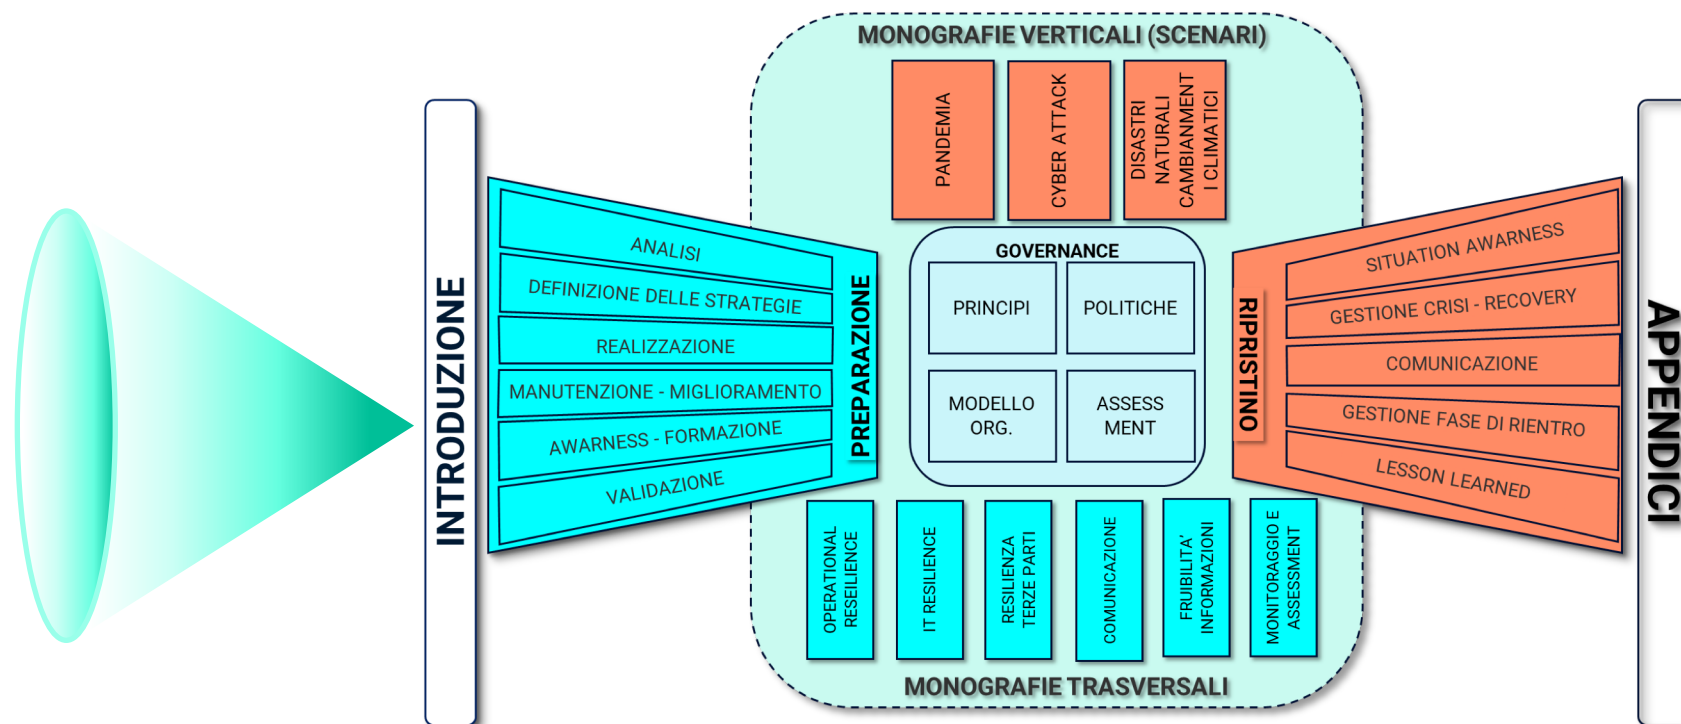 MONOGRAFIE VERTICALI (SCENARI)
PANDEMIA
CYBER ATTACK
DISASTRI
NATURALI
CAMBIANMENT
I CLIMATICI
INTRODUZIONE
ANALISI
DEFINIZIONE DELLE STRATEGIE
REALIZZAZIONE
MANUTENZIONE - MIGLIORAMENTO
AWARNESS - FORMAZIONE
VALIDAZIONE
PREPARAZIONE
GOVERNANCE
PRINCIPI
POLITICHE
MODELLO
ORG.
ASSESS
MENT
RIPRISTINO
SITUATION AWARNESS
GESTIONE CRISI - RECOVERY
COMUNICAZIONE
GESTIONE FASE DI RIENTRO
LESSON LEARNED
APPENDICI
OPERATIONAL
RESEILIENCE
IT RESILIENCE
RESILIENZA
TERZE PARTI
COMUNICAZIONE
FRUIBILITA'
INFORMAZIONI
MONITORAGGIO E
ASSESSMENT
MONOGRAFIE TRASVERSALI